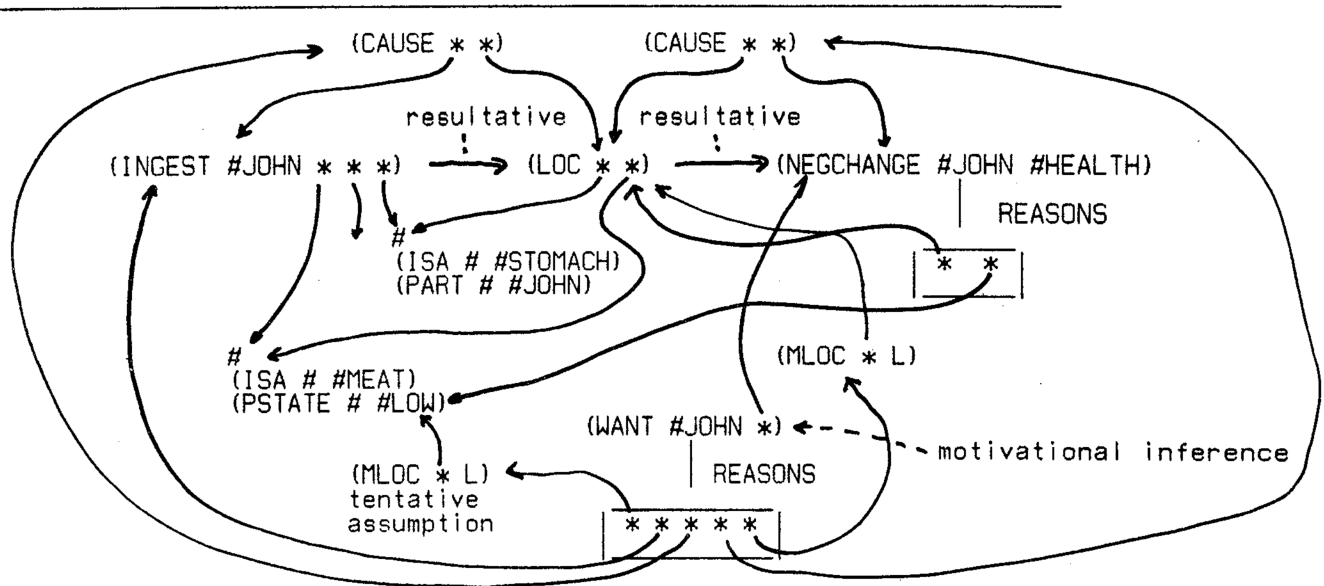 (CAUSE * *) (CAUSE * *)
resultative resultative
(INGEST #JOHN * * *) (LOC * *) (NEGCHANGE #JOHN #HEALTH)
REASONS
#
(ISA # #STOMACH)
(PART # #JOHN)
* *
#
(ISA # #MEAT)
(PSTATE # #LOW)
(MLOC * L)
(WANT #JOHN *)
motivational inference
(MLOC * L)
tentative
assumption
REASONS
* * * * *